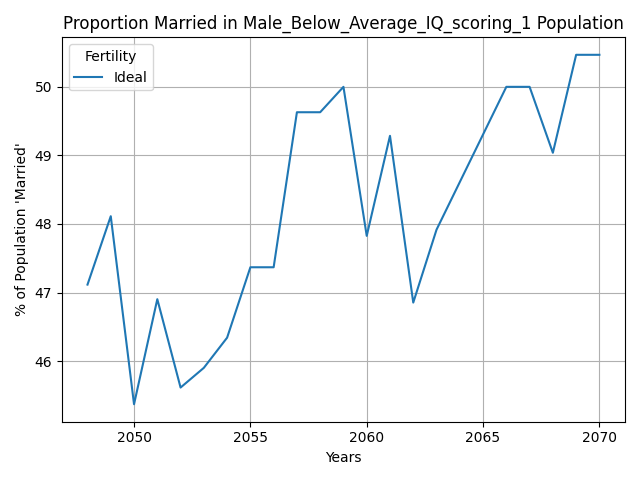 Proportion Married in Male_Below_Average_IQ_scoring_1 Population
Fertility
Ideal
% of Population 'Married'
50
49
48
47
46
2050
2055
2060
2065
2070
Years